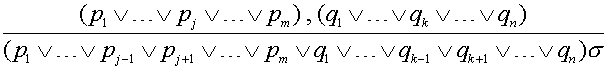 (p₁ ∨ ... ∨ pⱼ ∨ ... ∨ pₘ) , (q₁ ∨ ... ∨ qₖ ∨ ... ∨ qₙ)
(p₁ ∨ ... ∨ pⱼ₋₁ ∨ pⱼ₊₁ ∨ ... ∨ pₘ ∨ q₁ ∨ ... ∨ qₖ₋₁ ∨ qₖ₊₁ ∨ ... ∨ qₙ)σ